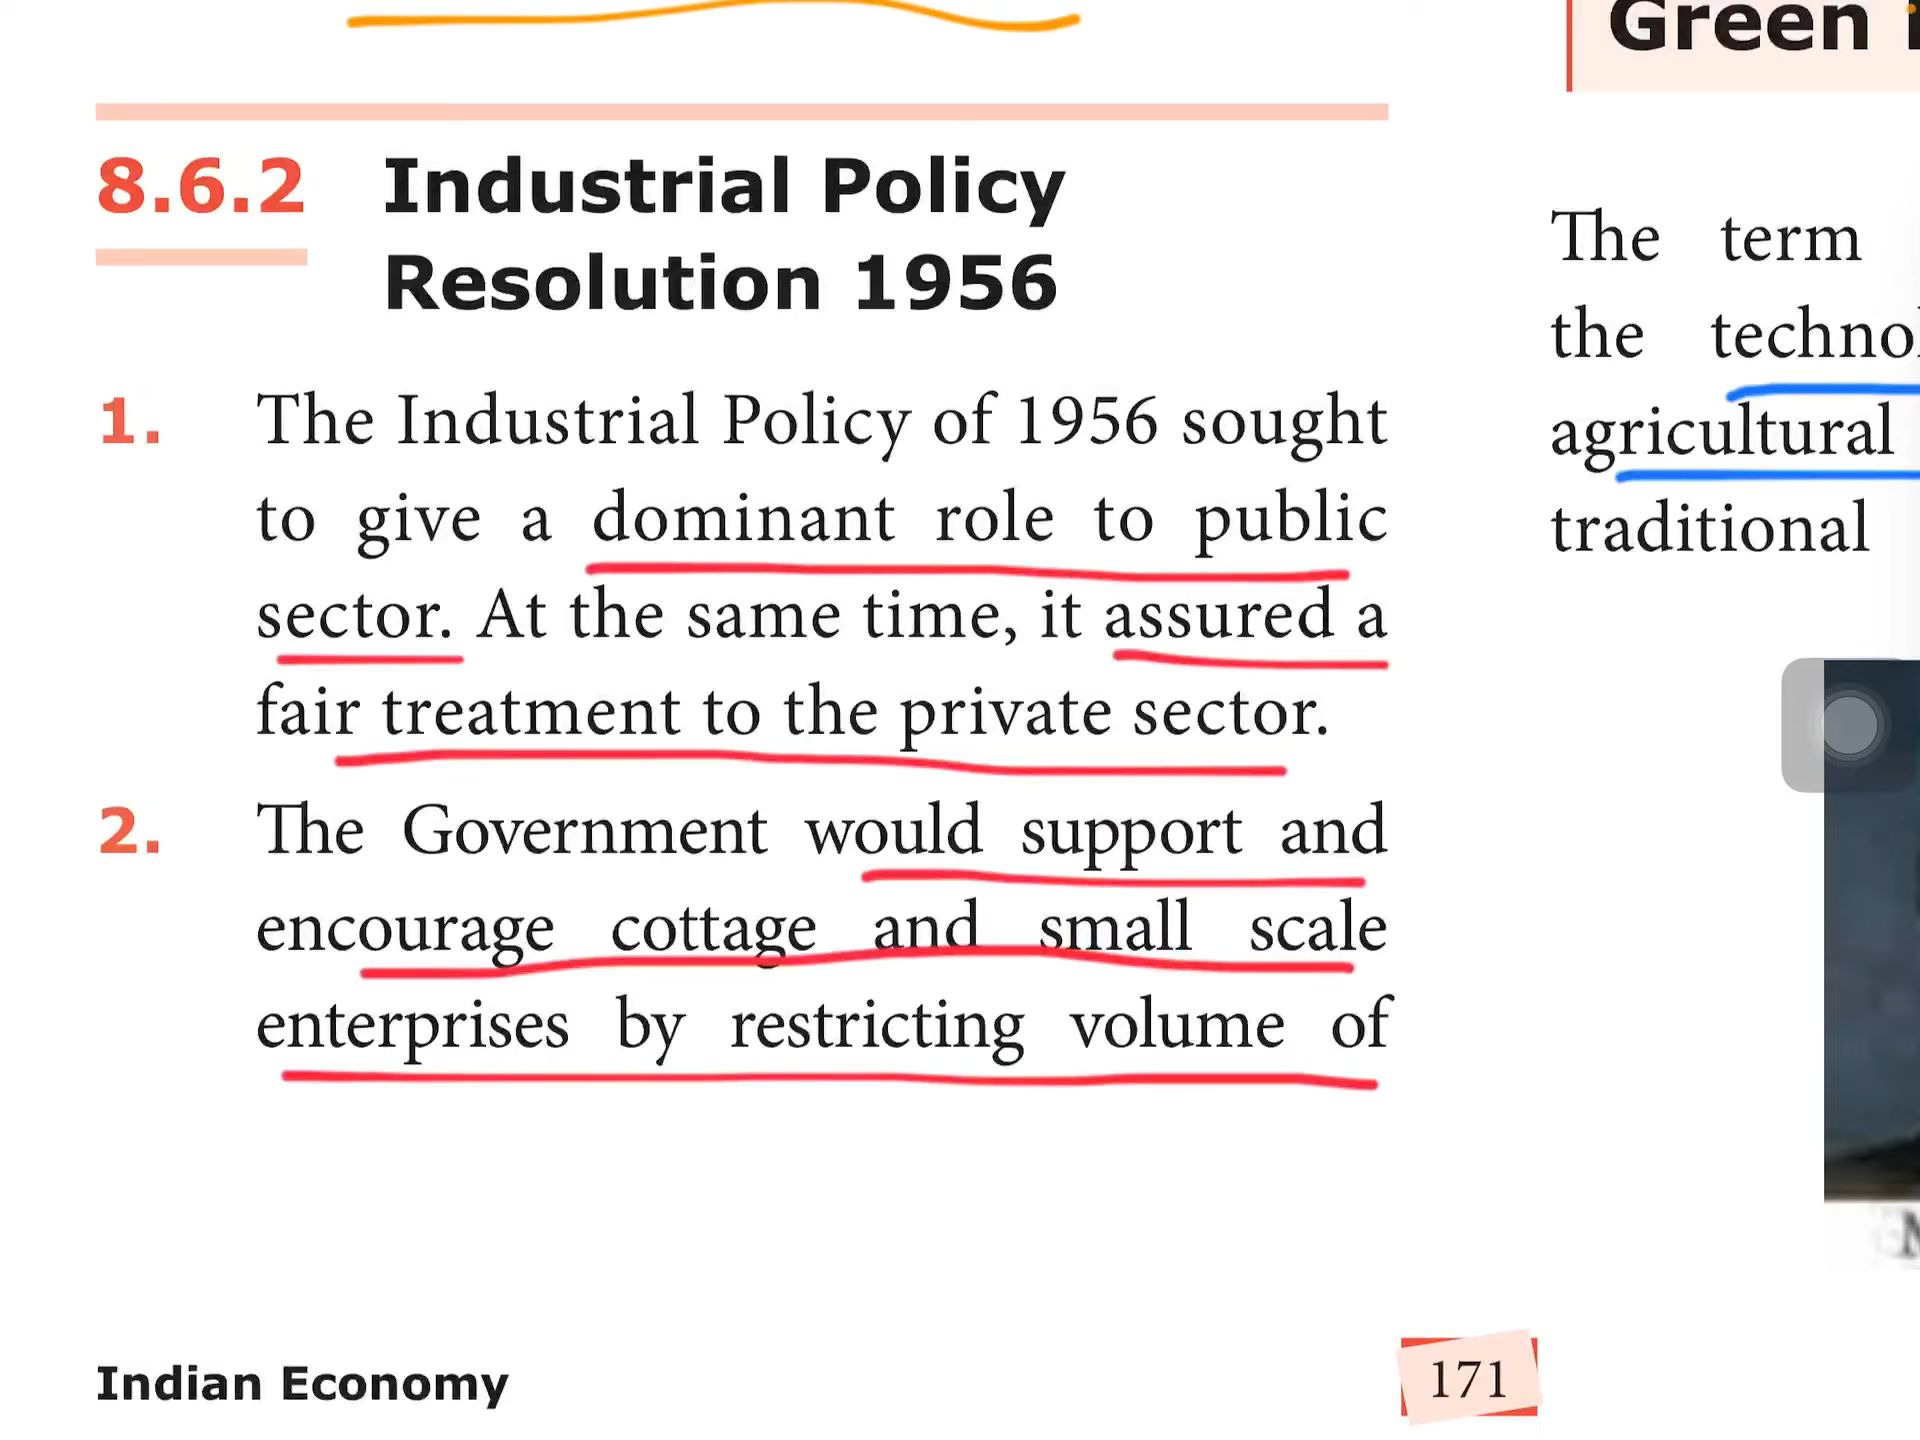 8.6.2 Industrial Policy
Resolution 1956
1. The Industrial Policy of 1956 sought
to give a dominant role to public
sector. At the same time, it assured a
fair treatment to the private sector.
2. The Government would support and
encourage cottage and small scale
enterprises by restricting volume of
Green
The term
the
agricultural
traditional
Indian Economy
171